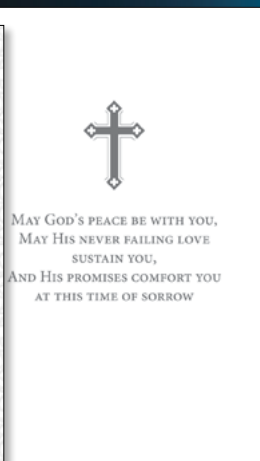 May God's peace be with you,
May His never failing love
sustain you,
And His promises comfort you
at this time of sorrow